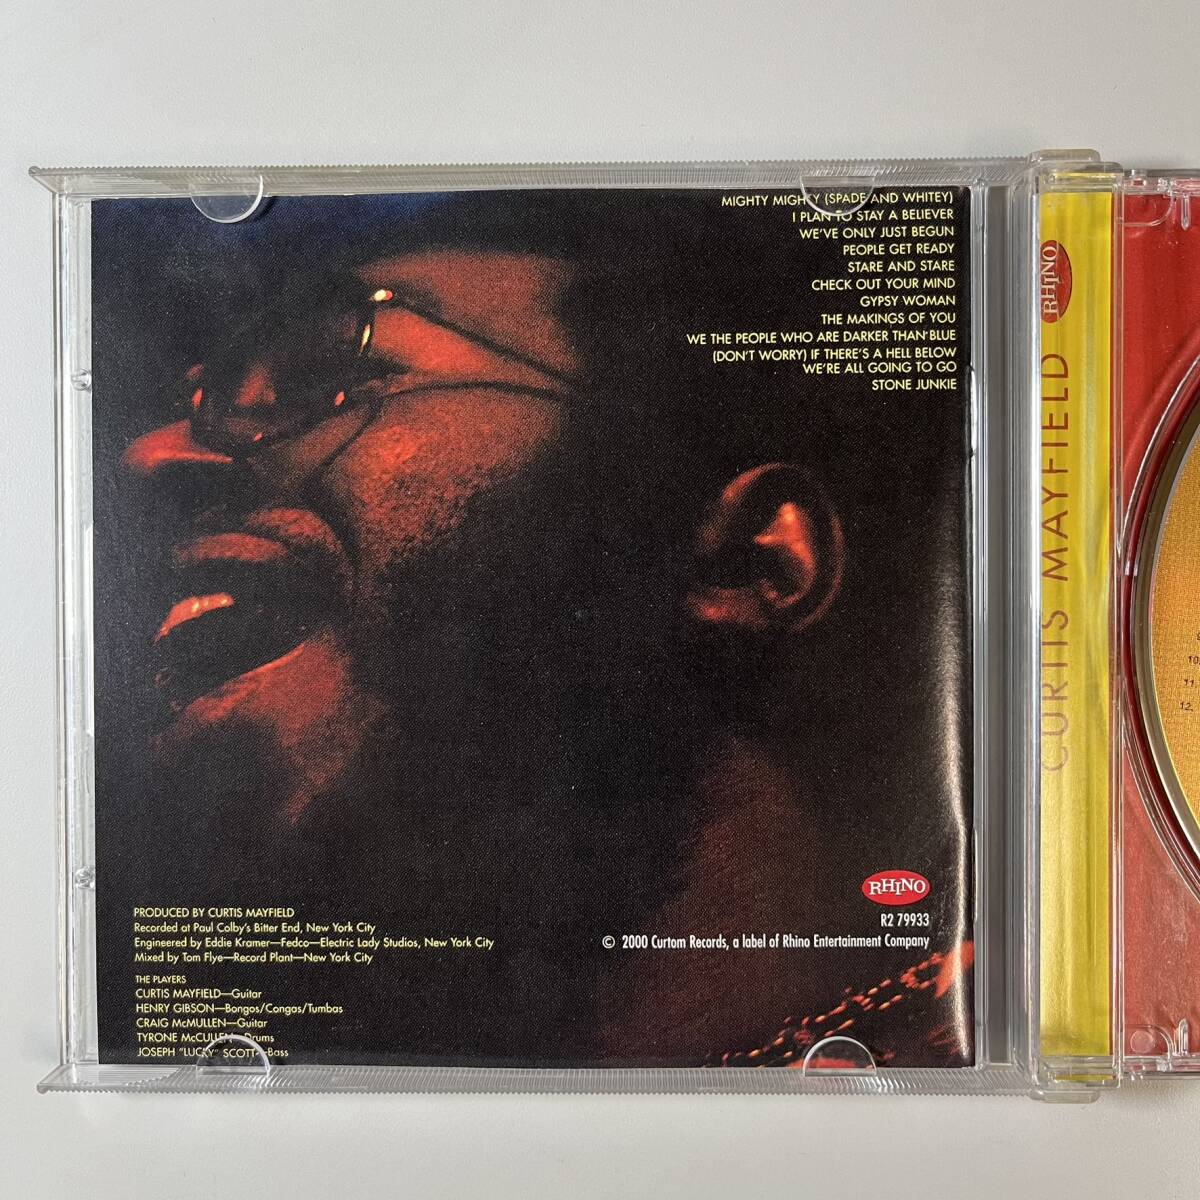 MIGHTY MIGHTY (SPADE AND WHITEY)
I PLAN TO STAY A BELIEVER
WE'VE ONLY JUST BEGUN
PEOPLE GET READY
STARE AND STARE
CHECK OUT YOUR MIND
GYPSY WOMAN
THE MAKINGS OF YOU
WE THE PEOPLE WHO ARE DARKER THAN BLUE
(DON'T WORRY) IF THERE'S A HELL BELOW
WE'RE ALL GOING TO GO
STONE JUNKIE
RHINO
R2 79933
© 2000 Curtom Records, a label of Rhino Entertainment Company
PRODUCED BY CURTIS MAYFIELD
Recorded at Paul Colby's Bitter End, New York City
Engineered by Eddie Kramer—Fedco—Electric Lady Studios, New York City
Mixed by Tom Flye—Record Plant—New York City
THE PLAYERS
CURTIS MAYFIELD—Guitar
HENRY GIBSON—Bongos/Congas/Tumbas
CRAIG McMULLEN—Guitar
TYRONE McCULLEN—Drums
JOSEPH "LUCKY" SCOTT—Bass
RHINO
CURTIS MAYFIELD
10.
11
12.